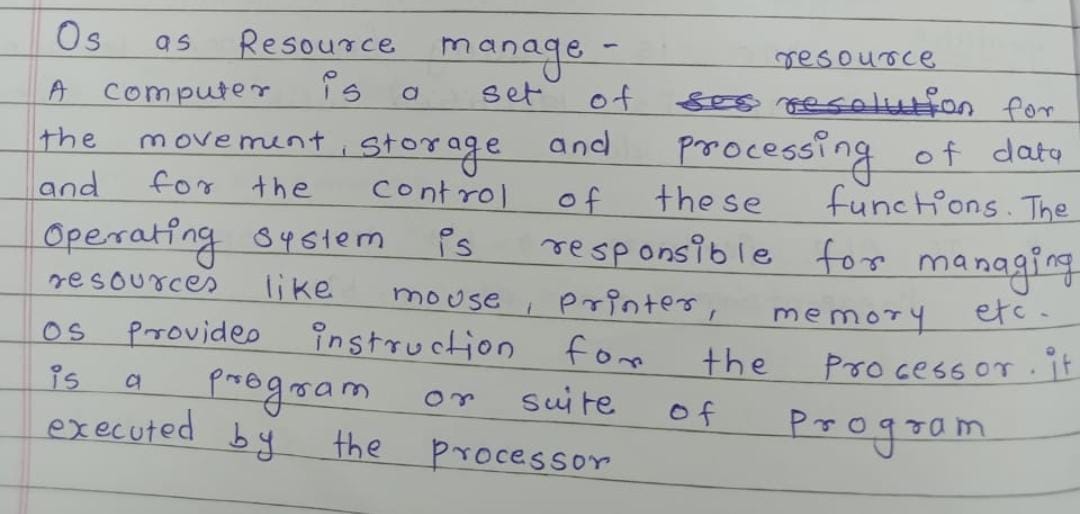 Os as Resource manage -
A computer is a set of resource for
the movement, storage and processing of data
and for the control of these functions. The
operating system is responsible for managing
resources like mouse, printer, memory etc.
OS provides instruction for the processor. it
is a program or suite of program
executed by the processor